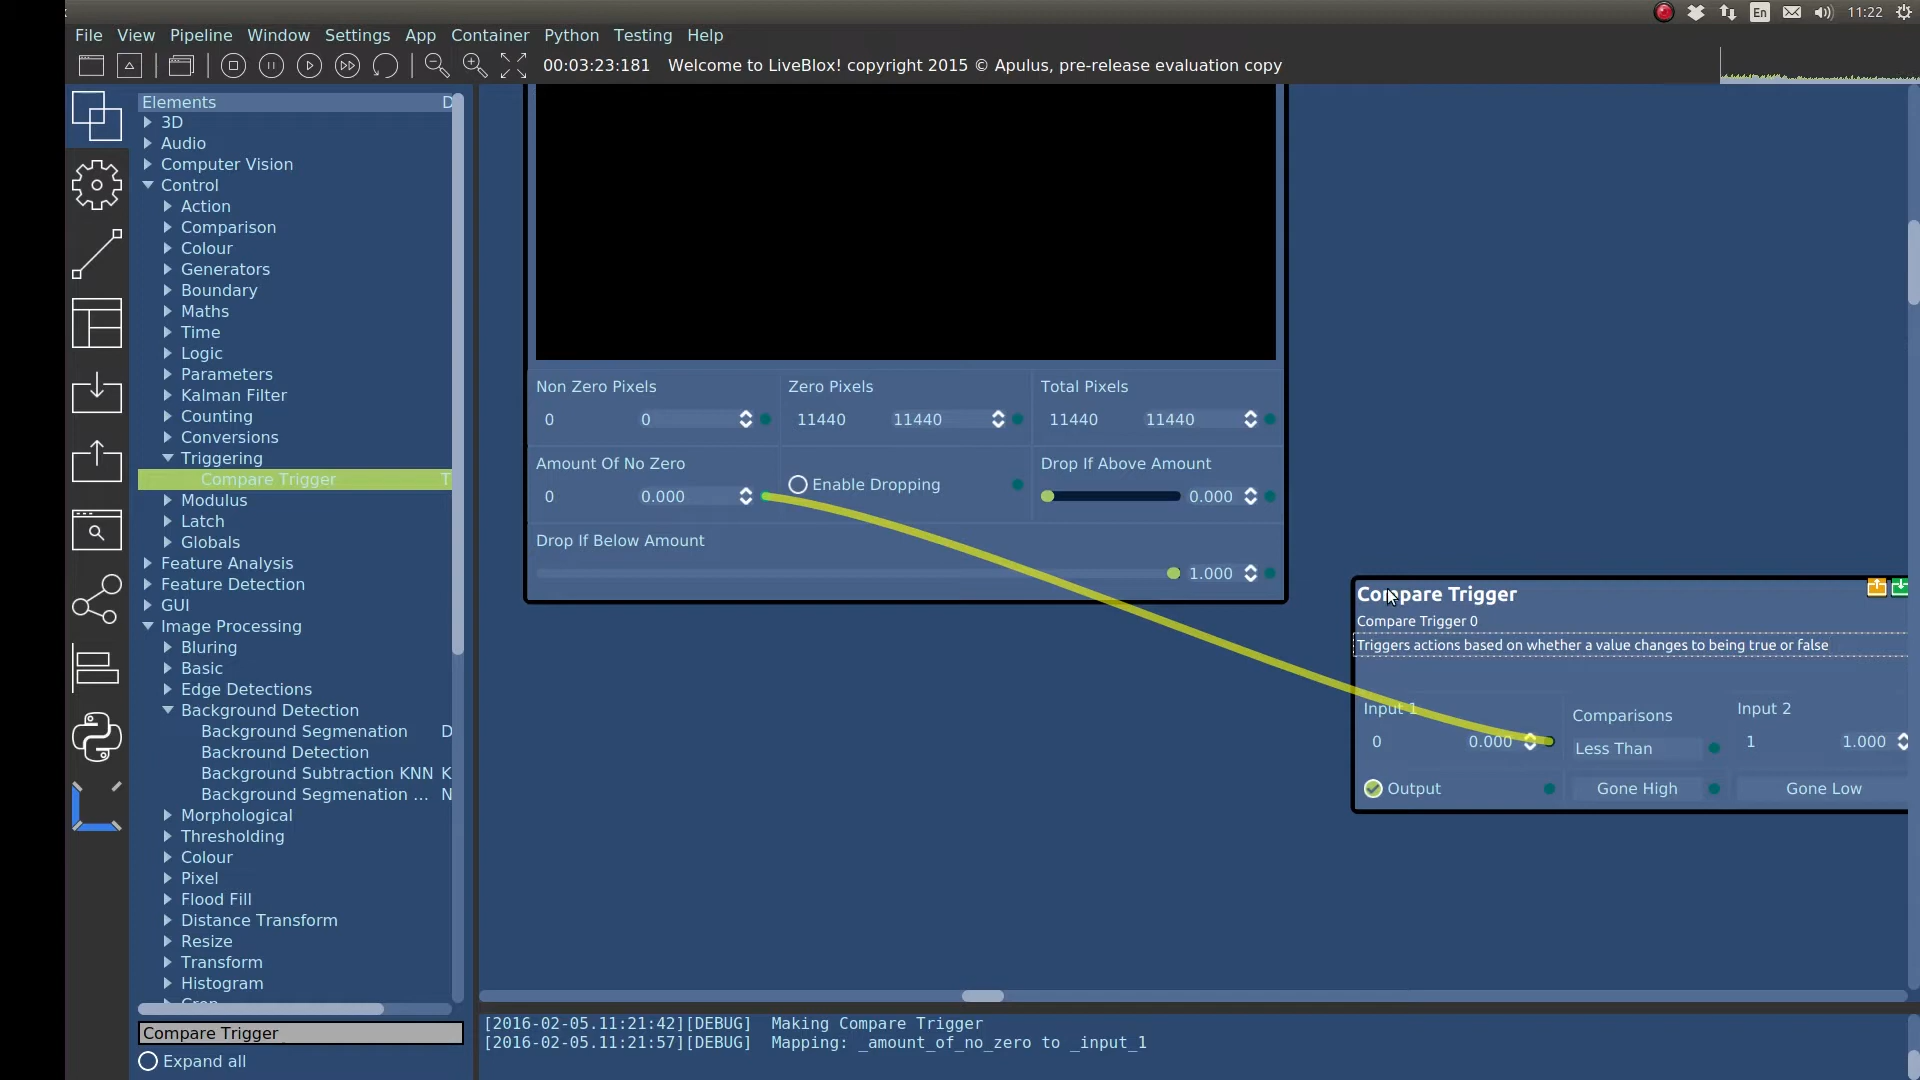 En 11:22
File View Pipeline Window Settings App Container Python Testing Help
00:03:23:181 Welcome to LiveBlox! copyright 2015 © Apulus, pre-release evaluation copy
Elements D
3D
Audio
Computer Vision
Control
Action
Comparison
Colour
Generators
Boundary
Maths
Time
Logic
Parameters
Kalman Filter
Counting
Conversions
Triggering
Compare Trigger T
Modulus
Latch
Globals
Feature Analysis
Feature Detection
GUI
Image Processing
Bluring
Basic
Edge Detections
Background Detection
Background Segmenation D
Backround Detection
Background Subtraction KNN K
Background Segmenation ... N
Morphological
Thresholding
Colour
Pixel
Flood Fill
Distance Transform
Resize
Transform
Histogram
Compare Trigger
Expand all
Non Zero Pixels Zero Pixels Total Pixels
0 0 11440 11440 11440 11440
Amount Of No Zero Enable Dropping Drop If Above Amount
0 0.000 0.000
Drop If Below Amount
1.000
Compare Trigger
Compare Trigger 0
Triggers actions based on whether a value changes to being true or false
Input 1 Comparisons Input 2
0 0.000 Less Than 1 1.000
Output Gone High Gone Low
[2016-02-05.11:21:42][DEBUG] Making Compare Trigger
[2016-02-05.11:21:57][DEBUG] Mapping: _amount_of_no_zero to _input_1